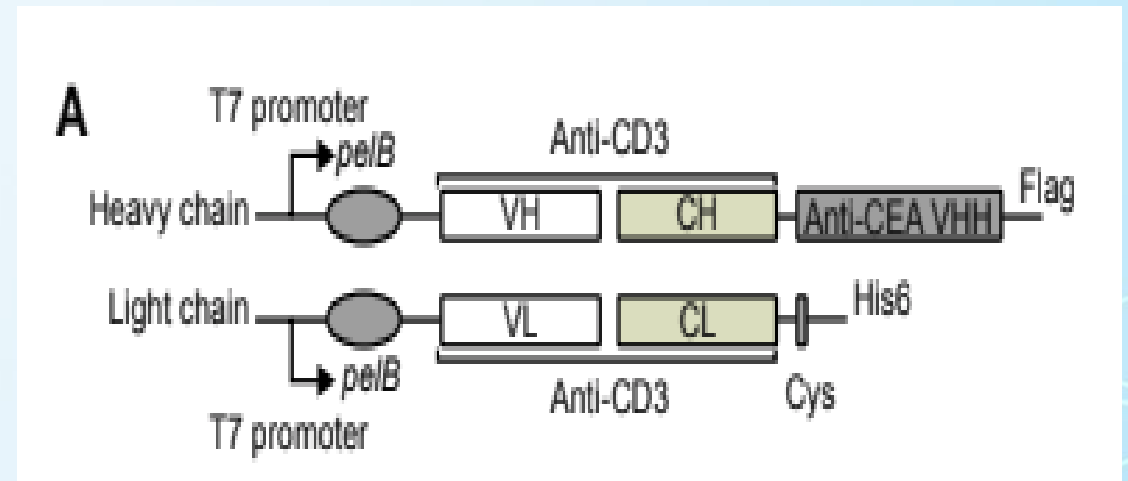 A
T7 promoter
pelB
Anti-CD3
Heavy chain
VH
CH
Anti-CEA VHH
Flag
Light chain
VL
CL
His6
pelB
Anti-CD3
Cys
T7 promoter